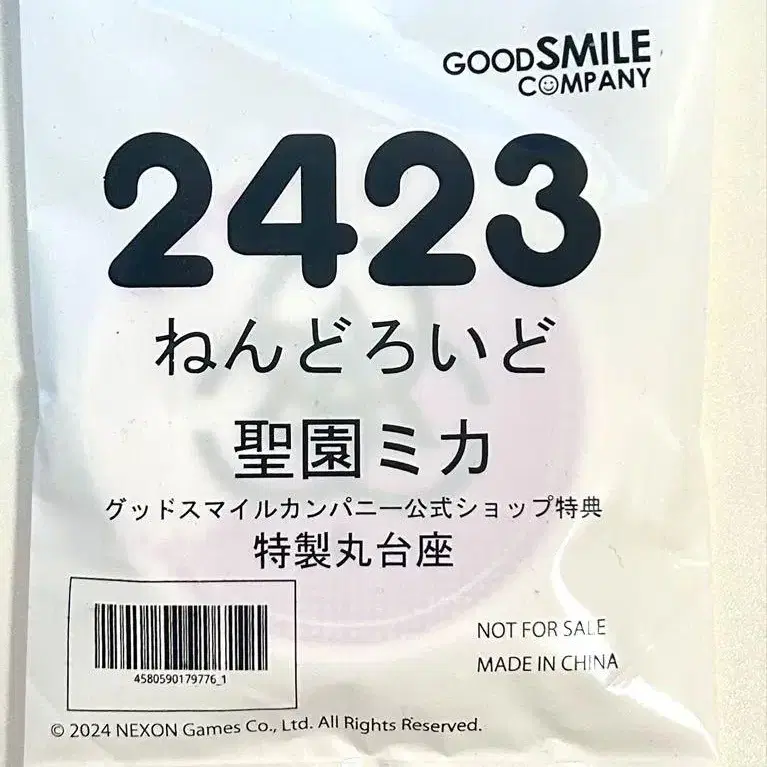 GOODSMILE
COMPANY
2423
ねんどろいど
聖園ミカ
グッドスマイルカンパニー公式ショップ特典
特製丸台座
4580590179776_1
NOT FOR SALE
MADE IN CHINA
© 2024 NEXON Games Co., Ltd. All Rights Reserved.